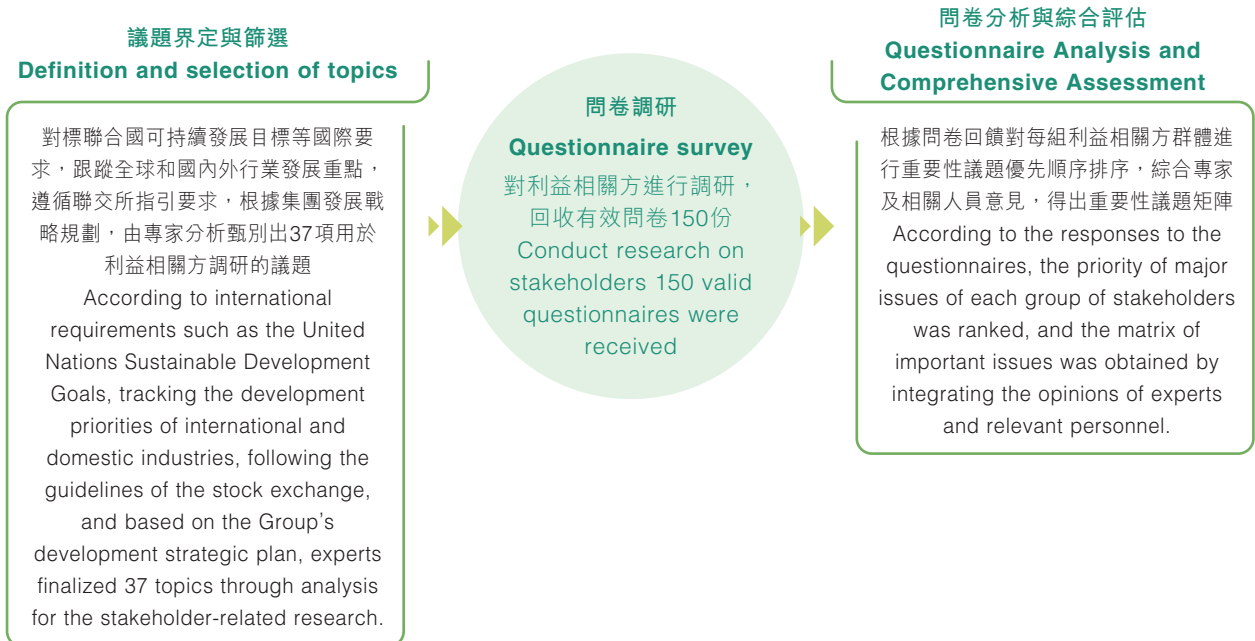 議題界定與篩選
Definition and selection of topics
對標聯合國可持續發展目標等國際要
求，跟蹤全球和國內外行業發展重點，
遵循聯交所指引要求，根據集團發展戰
略規劃，由專家分析甄別出37項用於
利益相關方調研的議題
According to international
requirements such as the United
Nations Sustainable Development
Goals, tracking the development
priorities of international and
domestic industries, following the
guidelines of the stock exchange,
and based on the Group's
development strategic plan, experts
finalized 37 topics through analysis
for the stakeholder-related research.
問卷調研
Questionnaire survey
對利益相關方進行調研，
回收有效問卷150份
Conduct research on
stakeholders 150 valid
questionnaires were
received
問卷分析與綜合評估
Questionnaire Analysis and
Comprehensive Assessment
根據問卷回饋對每組利益相關方群體進
行重要性議題優先順序排序，綜合專家
及相關人員意見，得出重要性議題矩陣
According to the responses to the
questionnaires, the priority of major
issues of each group of stakeholders
was ranked, and the matrix of
important issues was obtained by
integrating the opinions of experts
and relevant personnel.